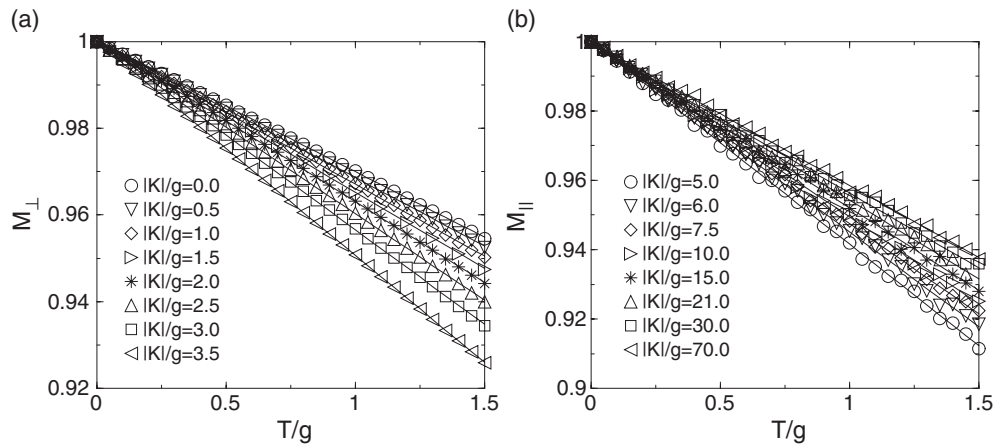 (a)
1
0.98
0.96
0.94
0.92
M⊥
|K|/g=0.0
|K|/g=0.5
|K|/g=1.0
|K|/g=1.5
|K|/g=2.0
|K|/g=2.5
|K|/g=3.0
|K|/g=3.5
0 0.5 1 1.5
T/g
(b)
1
0.98
0.96
0.94
0.92
0.9
M||
|K|/g=5.0
|K|/g=6.0
|K|/g=7.5
|K|/g=10.0
|K|/g=15.0
|K|/g=21.0
|K|/g=30.0
|K|/g=70.0
0 0.5 1 1.5
T/g